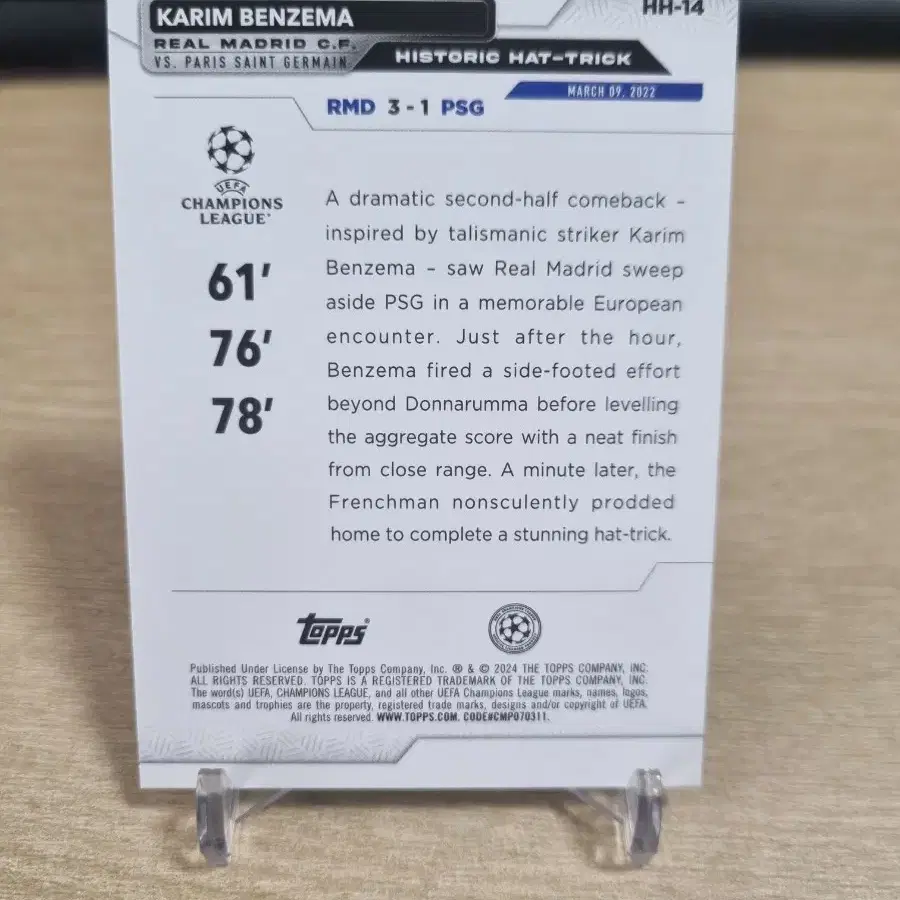 KARIM BENZEMA
HH-14
REAL MADRID C.F.
VS. PARIS SAINT GERMAIN
HISTORIC HAT-TRICK
MARCH 09, 2022
RMD 3 - 1 PSG
UEFA
CHAMPIONS
LEAGUE
61'
76'
78'
A dramatic second-half comeback –
inspired by talismanic striker Karim
Benzema – saw Real Madrid sweep
aside PSG in a memorable European
encounter. Just after the hour,
Benzema fired a side-footed effort
beyond Donnarumma before levelling
the aggregate score with a neat finish
from close range. A minute later, the
Frenchman nonsculently prodded
home to complete a stunning hat-trick.
Topps®
Published Under License by The Topps Company, Inc. ® & © 2024 THE TOPPS COMPANY, INC.
ALL RIGHTS RESERVED. TOPPS IS A REGISTERED TRADEMARK OF THE TOPPS COMPANY, INC.
The word(s) UEFA, CHAMPIONS LEAGUE, and all other UEFA Champions League marks, names, logos,
mascots and trophies are the property, registered trade marks, designs and/or copyright of UEFA.
All rights reserved. WWW.TOPPS.COM. CODE#CMP070311.